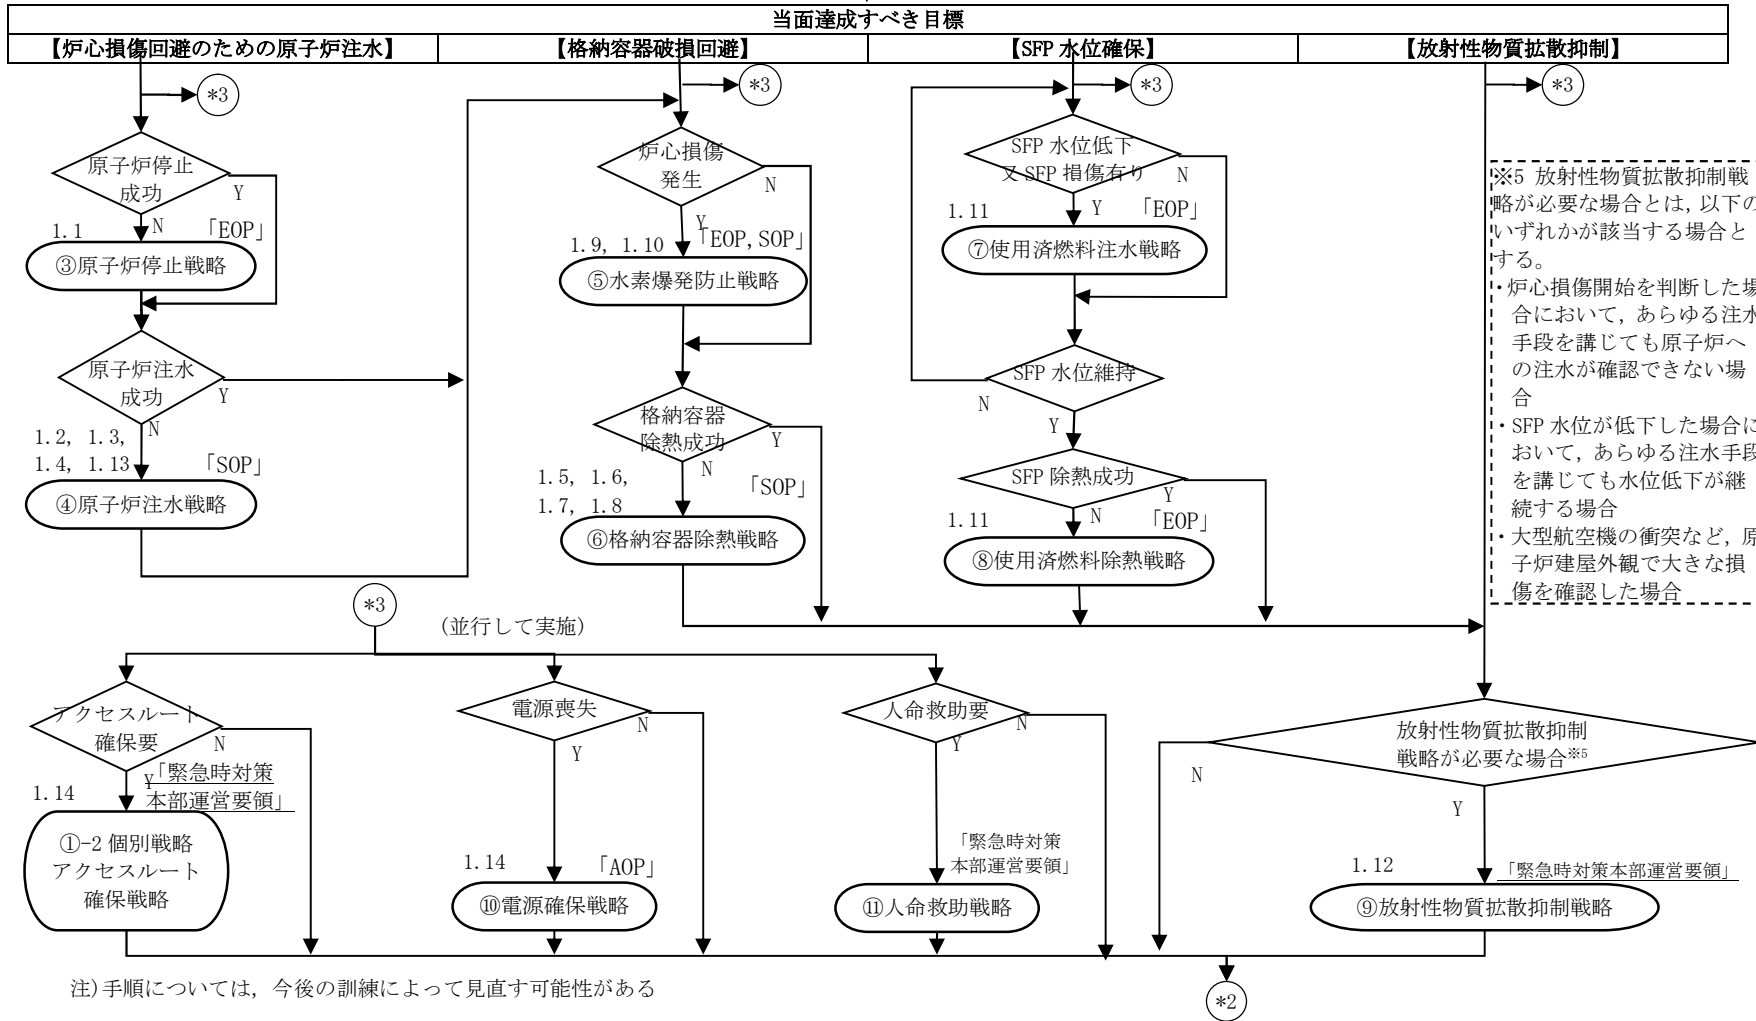 当面達成すべき目標
【炉心損傷回避のための原子炉注水】
【格納容器破損回避】
【SFP 水位確保】
【放射性物質拡散抑制】
*3
*3
*3
*3
原子炉停止
成功
Y
N
1.1
「EOP」
③原子炉停止戦略
原子炉注水
成功
Y
N
1.2, 1.3,
1.4, 1.13
「SOP」
④原子炉注水戦略
炉心損傷
発生
N
Y
1.9, 1.10
「EOP,SOP」
⑤水素爆発防止戦略
格納容器
除熱成功
Y
N
1.5, 1.6,
1.7, 1.8
「SOP」
⑥格納容器除熱戦略
SFP 水位低下
又 SFP 損傷有り
N
Y
1.11
「EOP」
⑦使用済燃料注水戦略
SFP 水位維持
N
Y
SFP 除熱成功
Y
N
1.11
「EOP」
⑧使用済燃料除熱戦略
※5 放射性物質拡散抑制戦
略が必要な場合とは,以下の
いずれかが該当する場合と
する。
・炉心損傷開始を判断した場
合において,あらゆる注水
手段を講じても原子炉へ
の注水が確認できない場
合
・SFP 水位が低下した場合に
おいて,あらゆる注水手段
を講じても水位低下が継
続する場合
・大型航空機の衝突など,原
子炉建屋外観で大きな損
傷を確認した場合
*3
(並行して実施)
アクセスルート
確保要
N
Y
「緊急時対策
本部運営要領」
1.14
①-2 個別戦略
アクセスルート
確保戦略
電源喪失
N
Y
1.14
「AOP」
⑩電源確保戦略
人命救助要
N
Y
「緊急時対策
本部運営要領」
⑪人命救助戦略
放射性物質拡散抑制
戦略が必要な場合※5
N
Y
1.12
「緊急時対策本部運営要領」
⑨放射性物質拡散抑制戦略
注)手順については,今後の訓練によって見直す可能性がある
*2